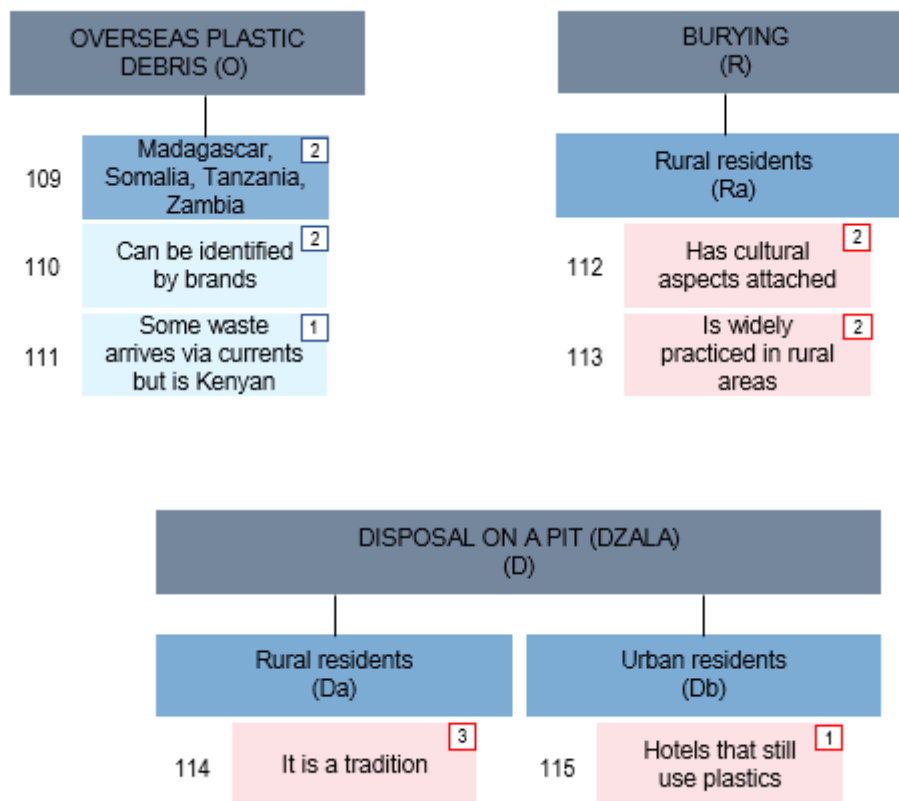 OVERSEAS PLASTIC
DEBRIS (O)
109
Madagascar,
Somalia, Tanzania,
Zambia
2
110
Can be identified
by brands
2
111
Some waste
arrives via currents
but is Kenyan
1
BURYING
(R)
Rural residents
(Ra)
112
Has cultural
aspects attached
2
113
Is widely
practiced in rural
areas
2
DISPOSAL ON A PIT (DZALA)
(D)
Rural residents
(Da)
114
It is a tradition
3
Urban residents
(Db)
115
Hotels that still
use plastics
1